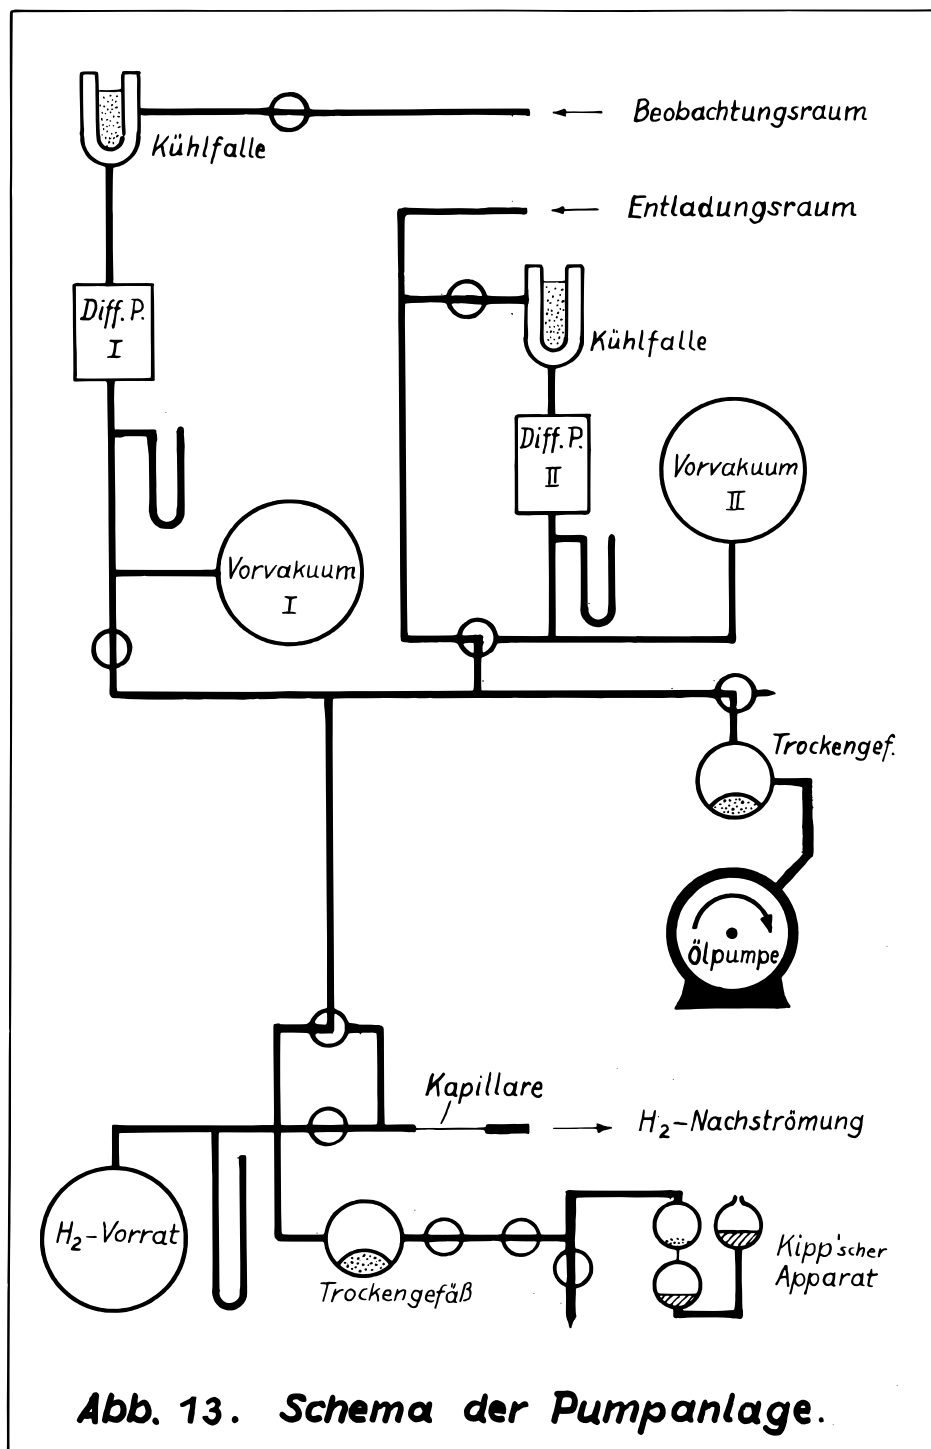 Beobachtungsraum
Kühlfalle
Entladungsraum
Diff. P.
I
Kühlfalle
Diff. P.
II
Vorvakuum
II
Vorvakuum
I
Trockengef.
Ölpumpe
Kapillare
H₂-Nachströmung
H₂-Vorrat
Trockengefäß
Kipp'scher
Apparat
Abb. 13. Schema der Pumpanlage.